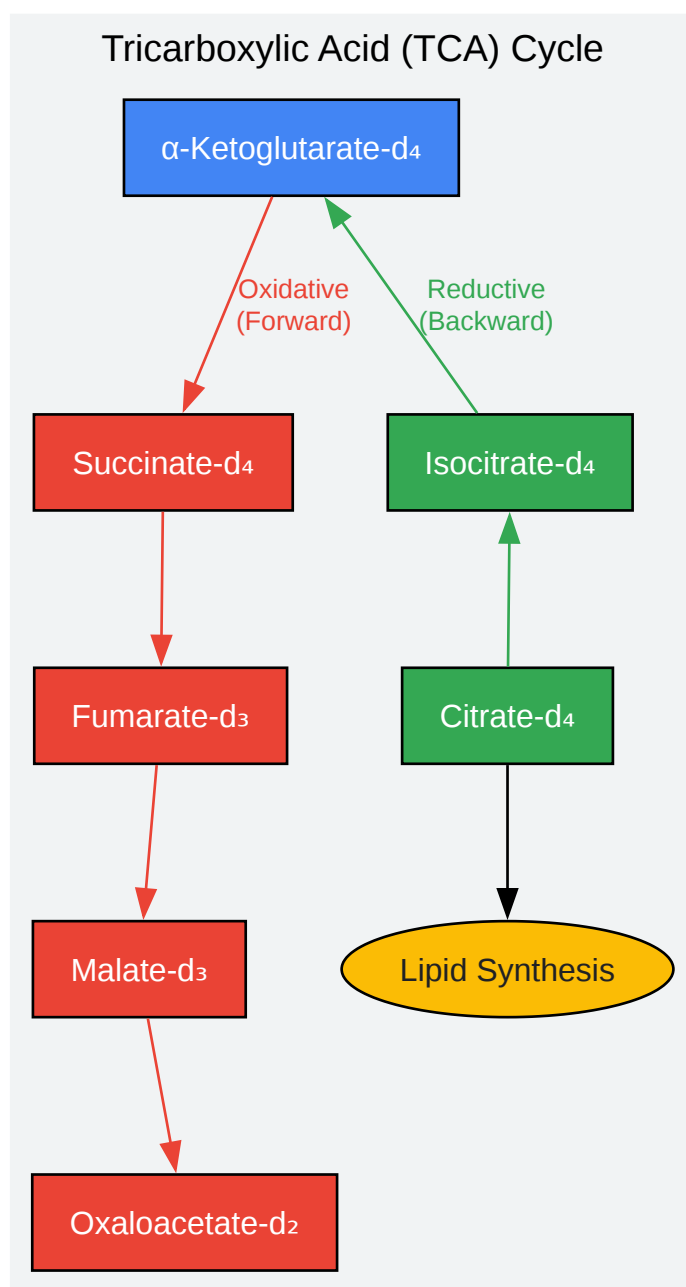 Tricarboxylic Acid (TCA) Cycle
α-Ketoglutarate-d₄
Oxidative
(Forward)
Reductive
(Backward)
Succinate-d₄
Isocitrate-d₄
Fumarate-d₃
Citrate-d₄
Malate-d₃
Lipid Synthesis
Oxaloacetate-d₂